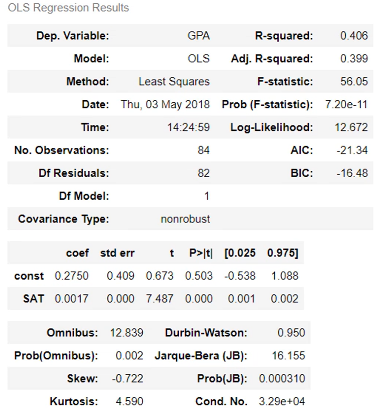 OLS Regression Results
Dep. Variable: GPA R-squared: 0.406
Model: OLS Adj. R-squared: 0.399
Method: Least Squares F-statistic: 56.05
Date: Thu, 03 May 2018 Prob (F-statistic): 7.20e-11
Time: 14:24:59 Log-Likelihood: 12.672
No. Observations: 84 AIC: -21.34
Df Residuals: 82 BIC: -16.48
Df Model: 1
Covariance Type: nonrobust
coef std err t P>|t| [0.025 0.975]
const 0.2750 0.409 0.673 0.503 -0.538 1.088
SAT 0.0017 0.000 7.487 0.000 0.001 0.002
Omnibus: 12.839 Durbin-Watson: 0.950
Prob(Omnibus): 0.002 Jarque-Bera (JB): 16.155
Skew: -0.722 Prob(JB): 0.000310
Kurtosis: 4.590 Cond. No. 3.29e+04